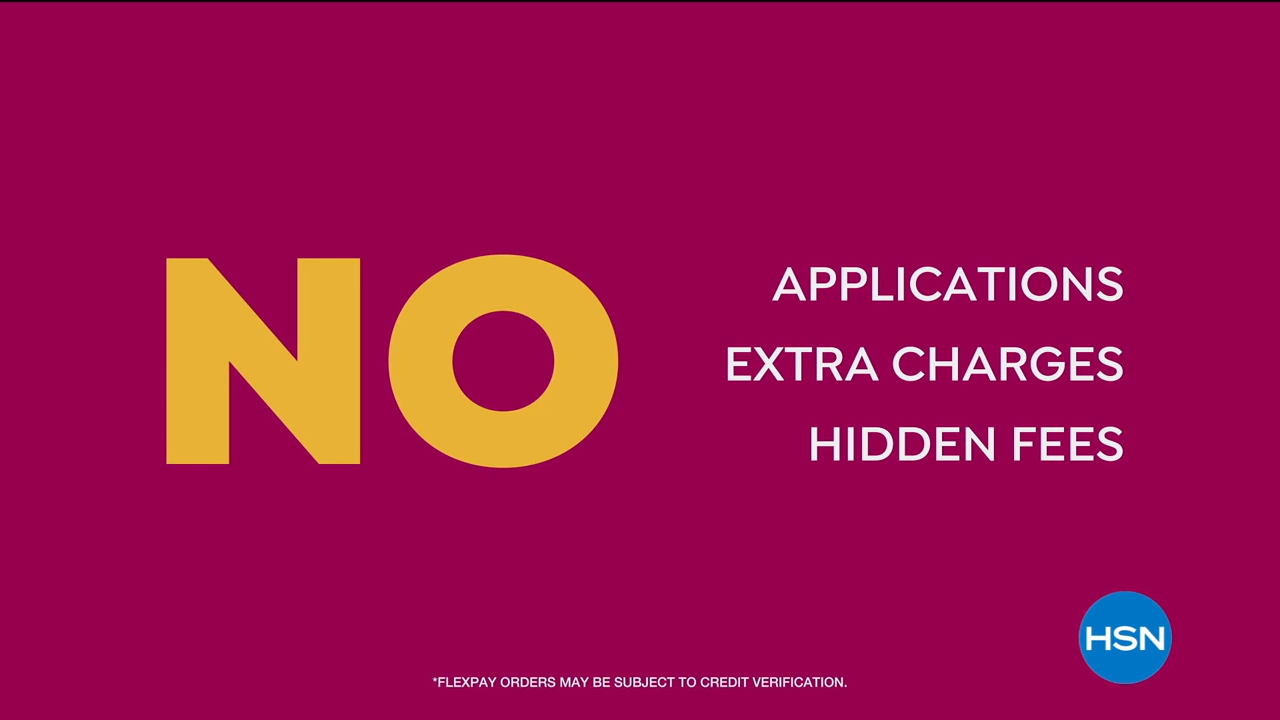 NO
APPLICATIONS
EXTRA CHARGES
HIDDEN FEES
HSN
*FLEXPAY ORDERS MAY BE SUBJECT TO CREDIT VERIFICATION.